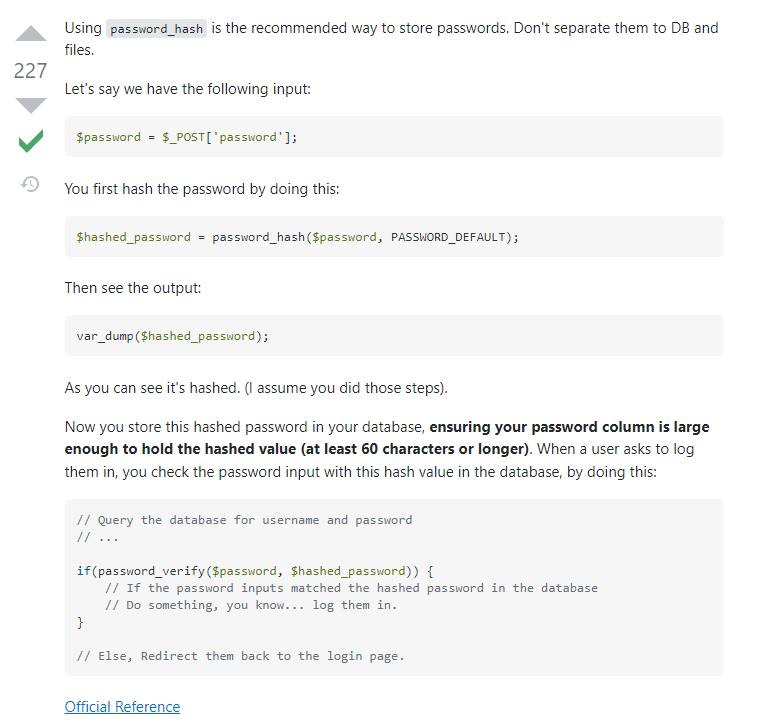 Using password_hash is the recommended way to store passwords. Don't separate them to DB and
files.
227
Let's say we have the following input:
$password = $_POST['password'];
You first hash the password by doing this:
$hashed_password = password_hash($password, PASSWORD_DEFAULT);
Then see the output:
var_dump($hashed_password);
As you can see it's hashed. (I assume you did those steps).
Now you store this hashed password in your database, ensuring your password column is large
enough to hold the hashed value (at least 60 characters or longer). When a user asks to log
them in, you check the password input with this hash value in the database, by doing this:
// Query the database for username and password
// ...
if(password_verify($password, $hashed_password)) {
    // If the password inputs matched the hashed password in the database
    // Do something, you know... log them in.
}
// Else, Redirect them back to the login page.
Official Reference